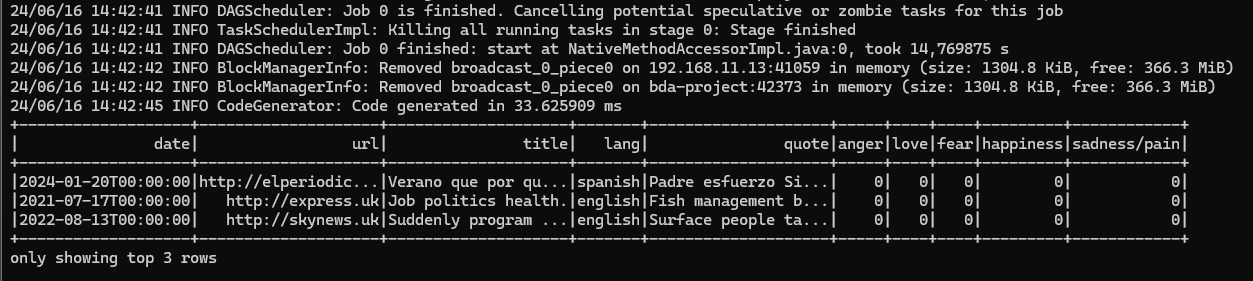 24/06/16 14:42:41 INFO DAGScheduler: Job 0 is finished. Cancelling potential speculative or zombie tasks for this job
24/06/16 14:42:41 INFO TaskSchedulerImpl: Killing all running tasks in stage 0: Stage finished
24/06/16 14:42:41 INFO DAGScheduler: Job 0 finished: start at NativeMethodAccessorImpl.java:0, took 14,769875 s
24/06/16 14:42:42 INFO BlockManagerInfo: Removed broadcast_0_piece0 on 192.168.11.13:41059 in memory (size: 1304.8 KiB, free: 366.3 MiB)
24/06/16 14:42:42 INFO BlockManagerInfo: Removed broadcast_0_piece0 on bda-project:42373 in memory (size: 1304.8 KiB, free: 366.3 MiB)
24/06/16 14:42:45 INFO CodeGenerator: Code generated in 33.625909 ms
+-------------------+--------------------+--------------------+-------+--------------------+-----+----+----+---------+------------+
|               date|                 url|               title|   lang|               quote|anger|love|fear|happiness|sadness/pain|
+-------------------+--------------------+--------------------+-------+--------------------+-----+----+----+---------+------------+
|2024-01-20T00:00:00|http://elperiodic...|Verano que por qu...|spanish|Padre esfuerzo Si...|    0|   0|   0|        0|           0|
|2021-07-17T00:00:00|   http://express.uk|Job politics health.|english|Fish management b...|    0|   0|   0|        0|           0|
|2022-08-13T00:00:00|   http://skynews.uk|Suddenly program ...|english|Surface people ta...|    0|   0|   0|        0|           0|
+-------------------+--------------------+--------------------+-------+--------------------+-----+----+----+---------+------------+
only showing top 3 rows